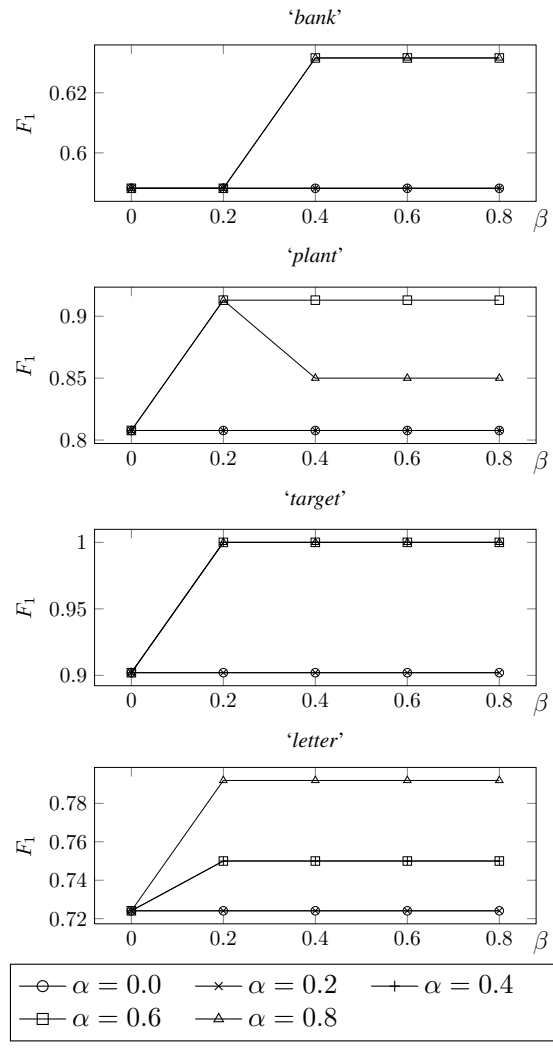 ‘bank’
0.62
0.6
F1
0 0.2 0.4 0.6 0.8 β
‘plant’
0.9
0.85
0.8
F1
0 0.2 0.4 0.6 0.8 β
‘target’
1
0.95
0.9
F1
0 0.2 0.4 0.6 0.8 β
‘letter’
0.78
0.76
0.74
0.72
F1
0 0.2 0.4 0.6 0.8 β
α = 0.0 α = 0.2 α = 0.4
α = 0.6 α = 0.8